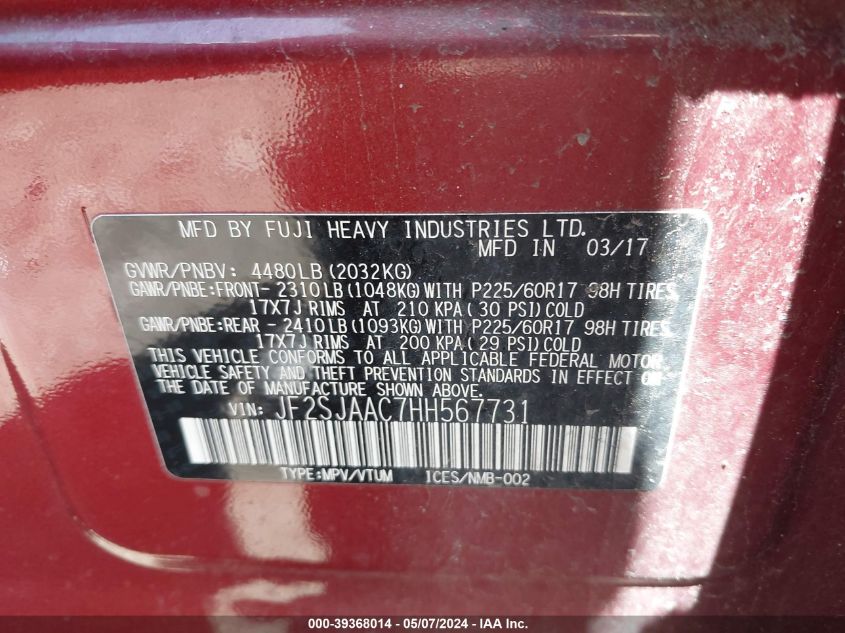 MFD BY FUJI HEAVY INDUSTRIES LTD.
MFD IN 03/17
GVWR/PNBV: 4480LB(2032KG)
GAWR/PNBE:FRONT- 2310LB(1048KG)WITH P225/60R17 98H TIRES
17X7J RIMS AT 210 KPA(30 PSI)COLD
GAWR/PNBE:REAR - 2410LB(1093KG)WITH P225/60R17 98H TIRES
17X7J RIMS AT 200 KPA(29 PSI)COLD
THIS VEHICLE CONFORMS TO ALL APPLICABLE FEDERAL MOTOR
VEHICLE SAFETY AND THEFT PREVENTION STANDARDS IN EFFECT ON
THE DATE OF MANUFACTURE SHOWN ABOVE.
VIN: JF2SJAAC7HH567731
TYPE:MPV/VTUM ICES/NMB-002
000-39368014 - 05/07/2024 - IAA Inc.